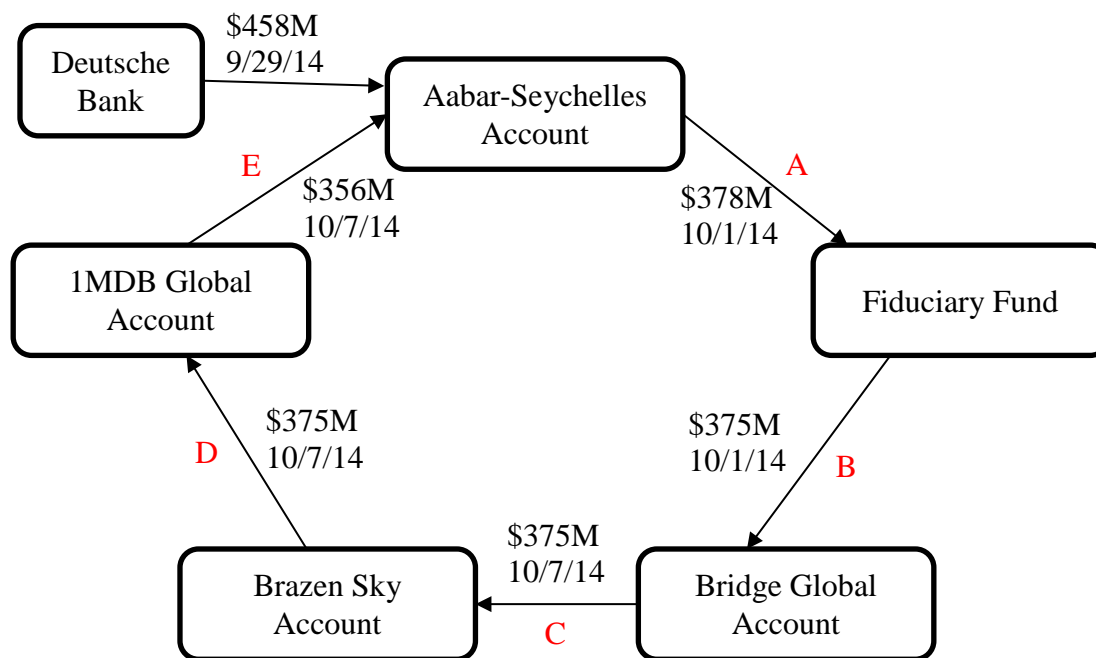 $458M
9/29/14
Deutsche
Bank
Aabar-Seychelles
Account
E
A
$356M
10/7/14
$378M
10/1/14
1MDB Global
Account
Fiduciary Fund
$375M
10/7/14
D
$375M
10/1/14
B
$375M
10/7/14
Brazen Sky
Account
Bridge Global
Account
C